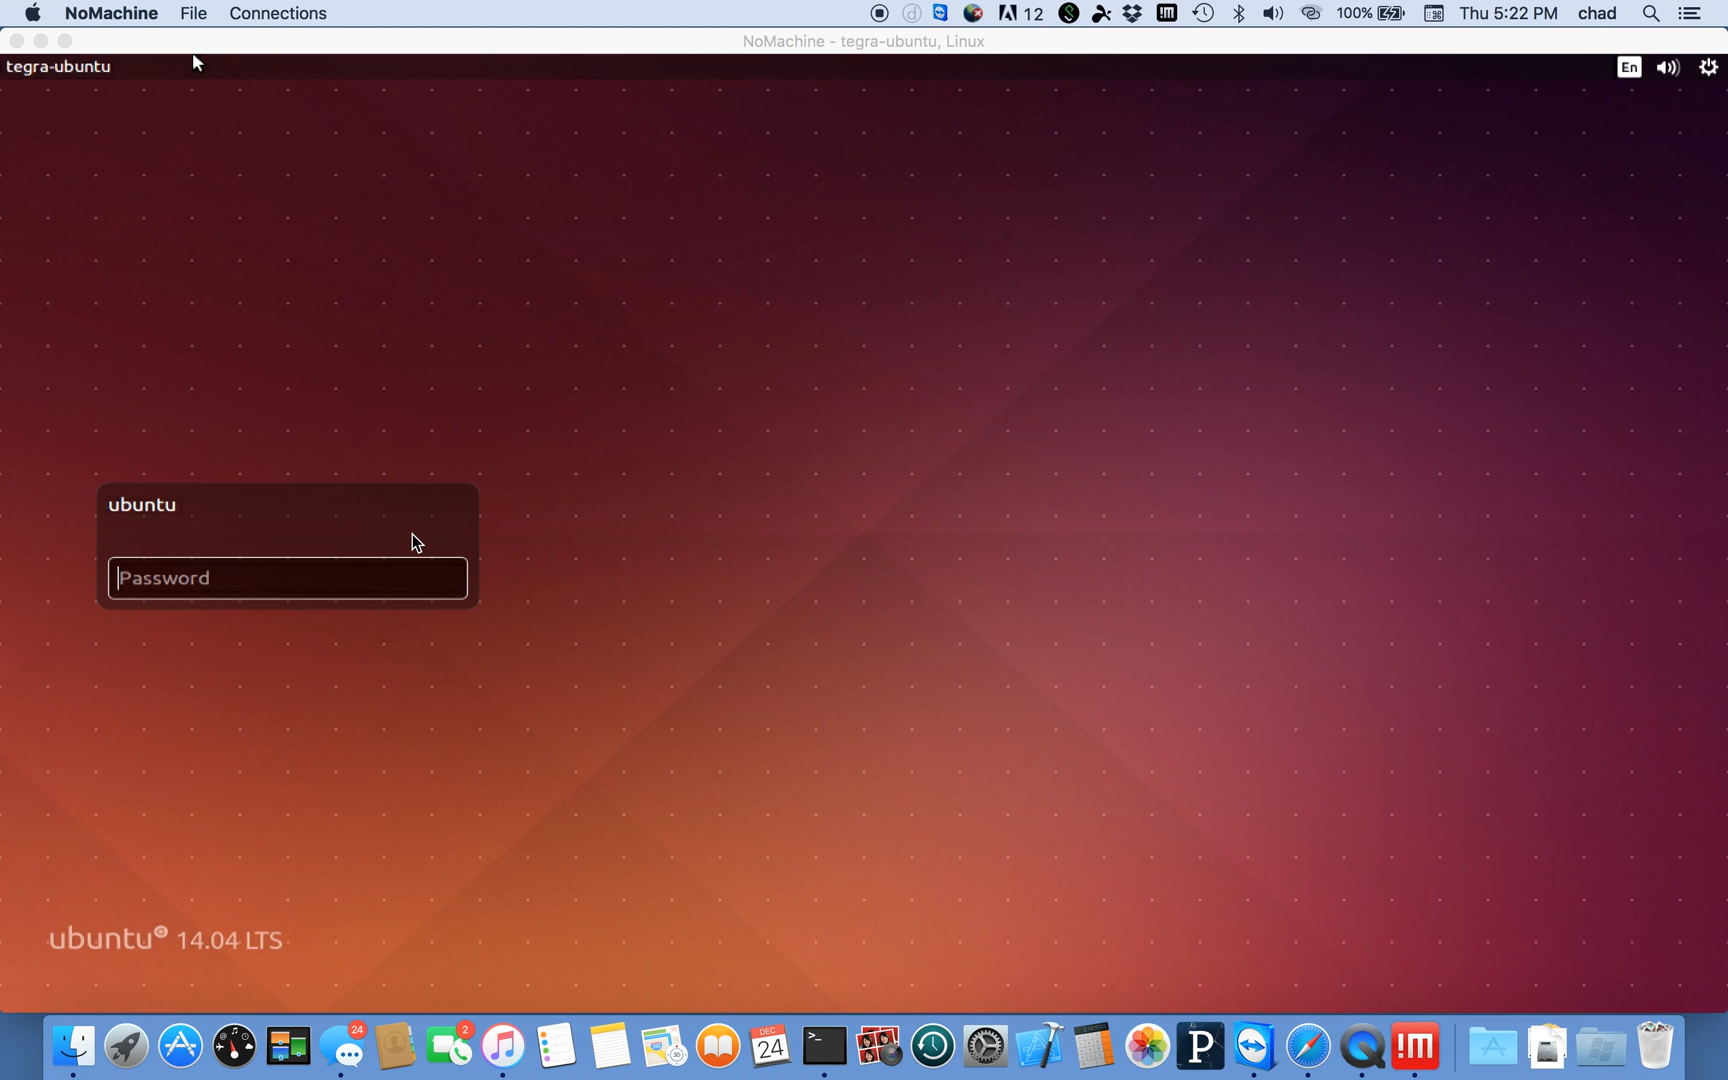 NoMachine File Connections 12 100% Thu 5:22 PM chad
NoMachine - tegra-ubuntu, Linux
tegra-ubuntu En
ubuntu
Password
ubuntu® 14.04 LTS
24 2 DEC 24 >_ P !M